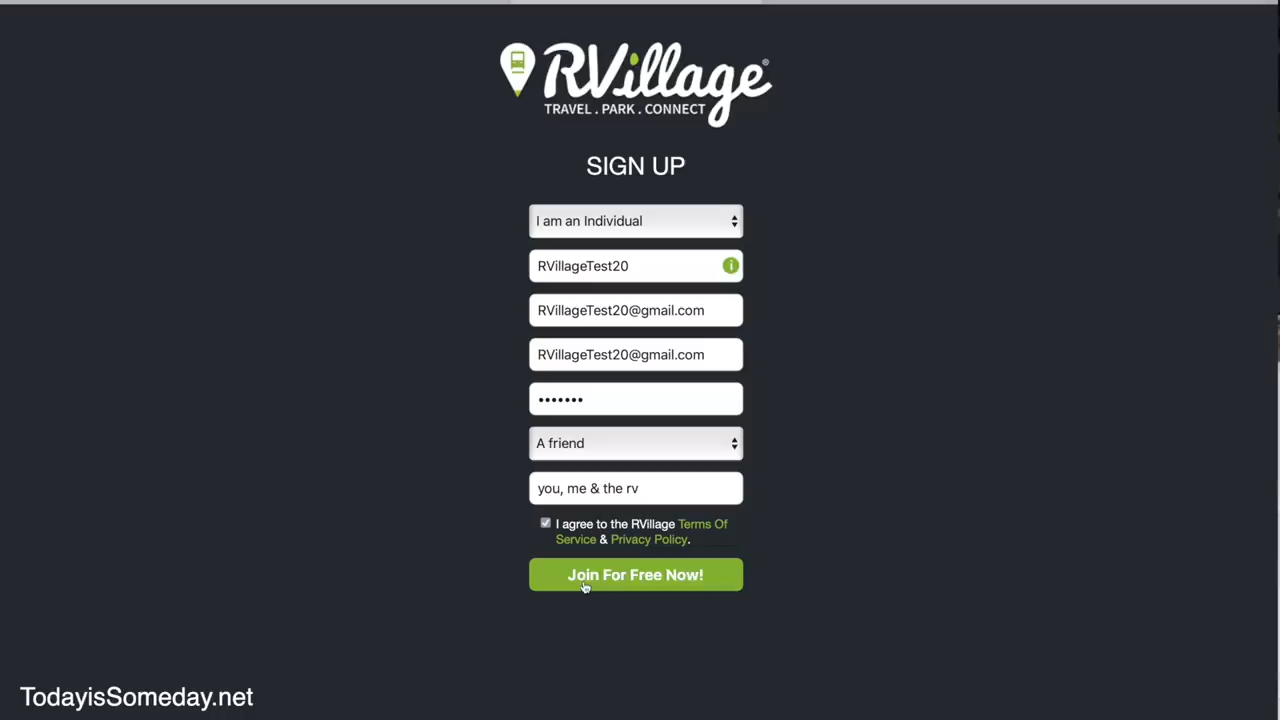 RVillage®
TRAVEL . PARK . CONNECT
SIGN UP
I am an Individual
RVillageTest20
i
RVillageTest20@gmail.com
RVillageTest20@gmail.com
•••••••
A friend
you, me & the rv
I agree to the RVillage Terms Of
Service & Privacy Policy.
Join For Free Now!
TodayisSomeday.net